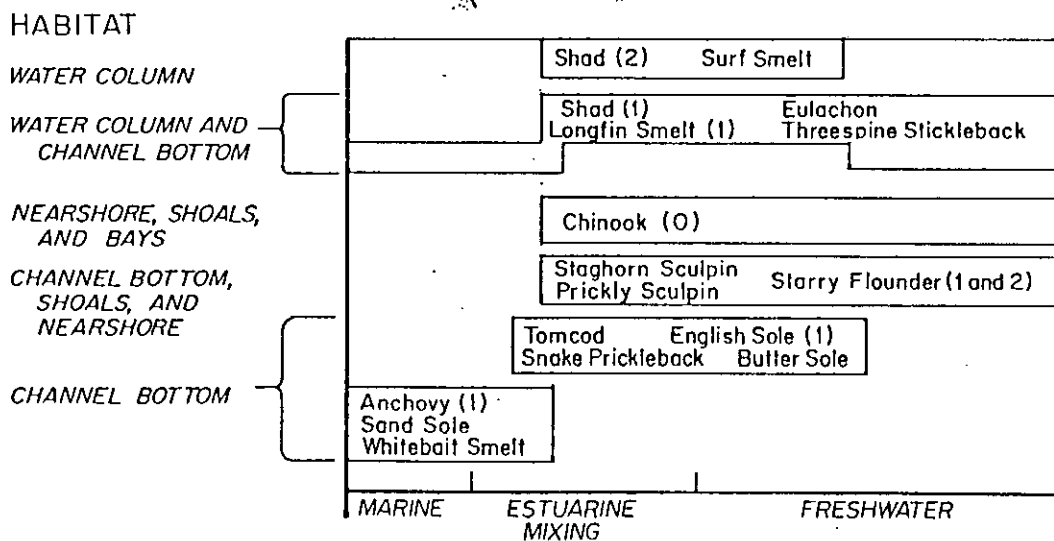 HABITAT
WATER COLUMN
Shad (2) Surf Smelt
WATER COLUMN AND
CHANNEL BOTTOM
Shad (1) Eulachon
Longfin Smelt (1) Threespine Stickleback
NEARSHORE, SHOALS,
AND BAYS
Chinook (0)
CHANNEL BOTTOM,
SHOALS, AND
NEARSHORE
Staghorn Sculpin
Prickly Sculpin
Starry Flounder (1 and 2)
Tomcod English Sole (1)
Snake Prickleback Butter Sole
CHANNEL BOTTOM
Anchovy (1)
Sand Sole
Whitebait Smelt
MARINE
ESTUARINE
MIXING
FRESHWATER